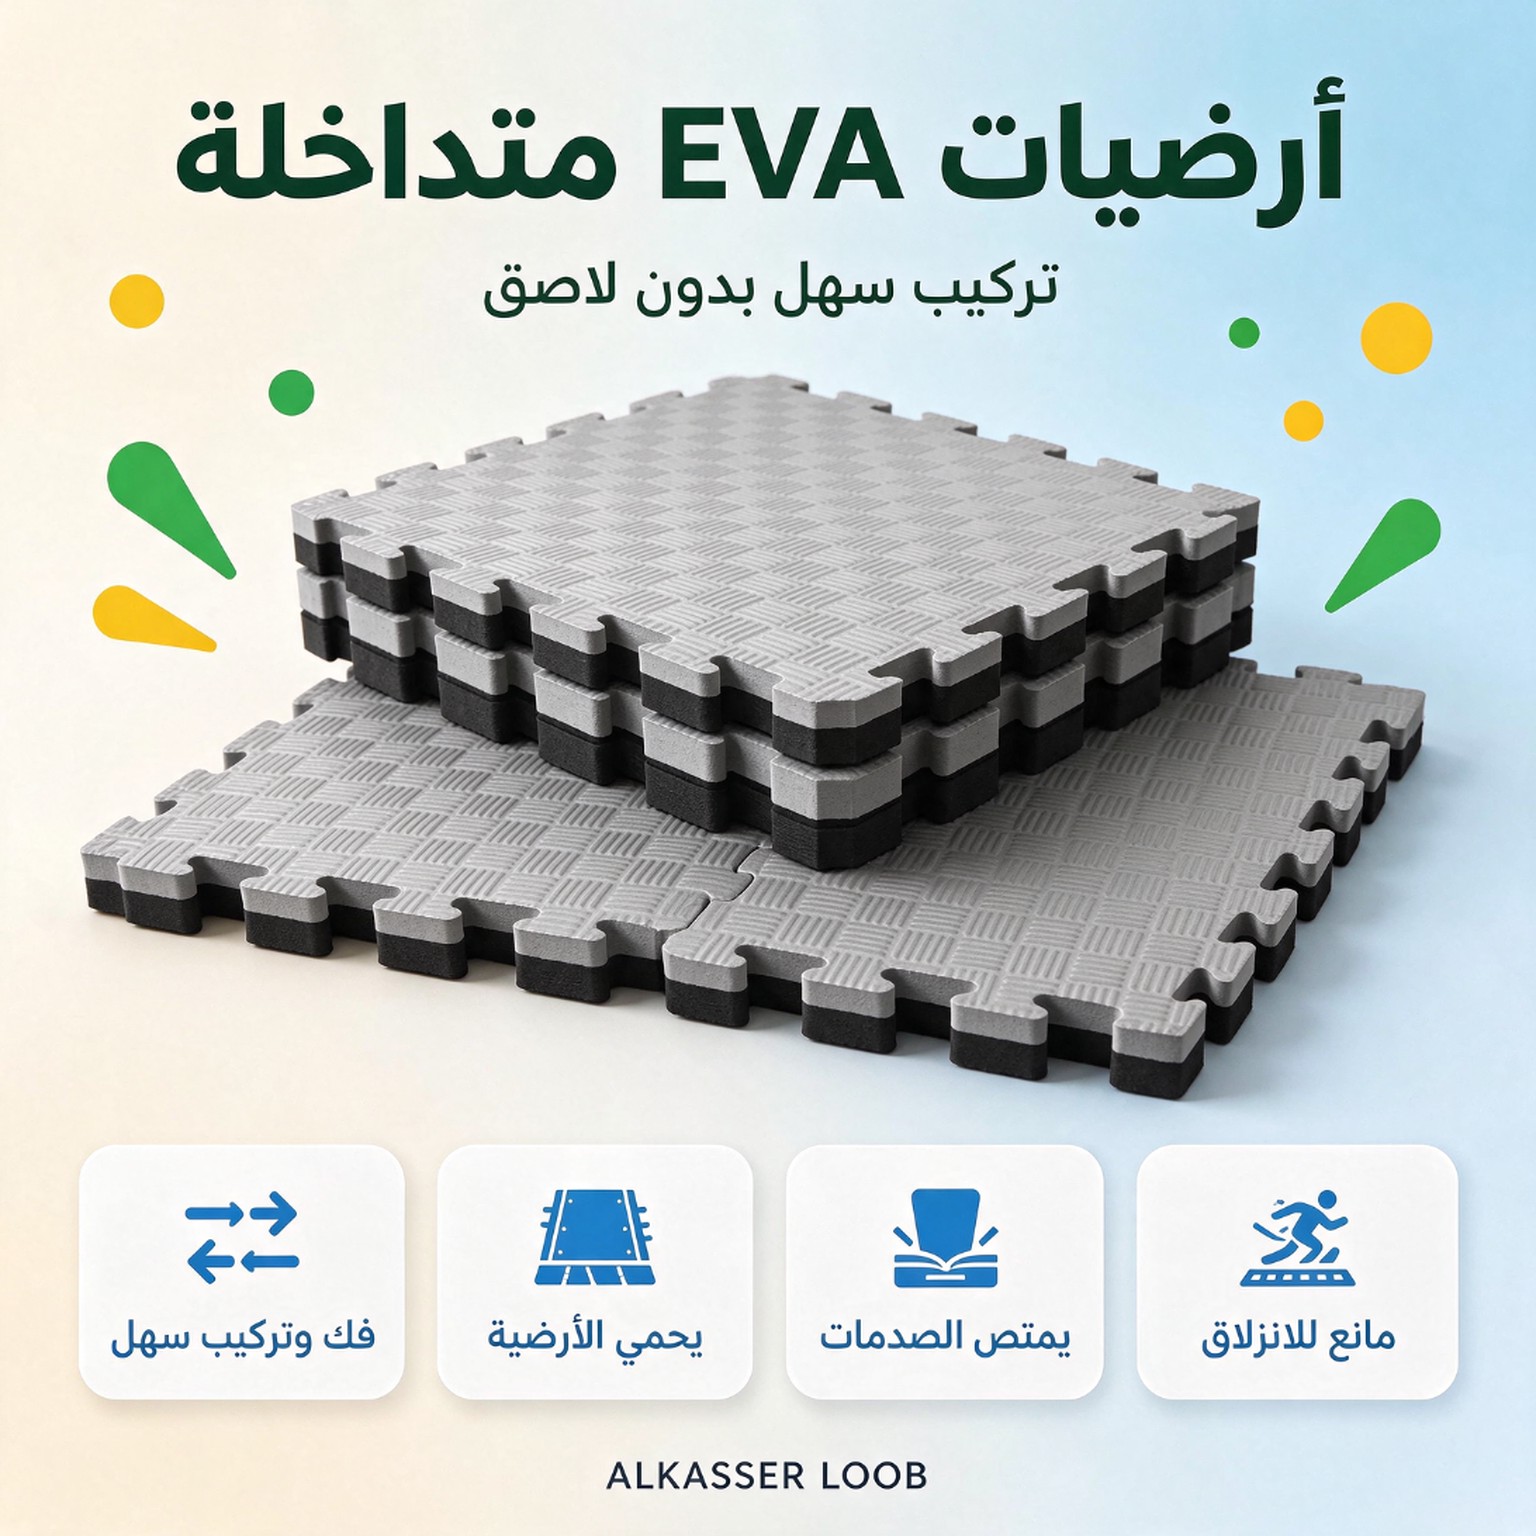 أرضيات EVA متداخلة
تركيب سهل بدون لاصق
مانع للانزلاق
يمتص الصدمات
يحمي الأرضية
فك وتركيب سهل
ALKASSER LOOB